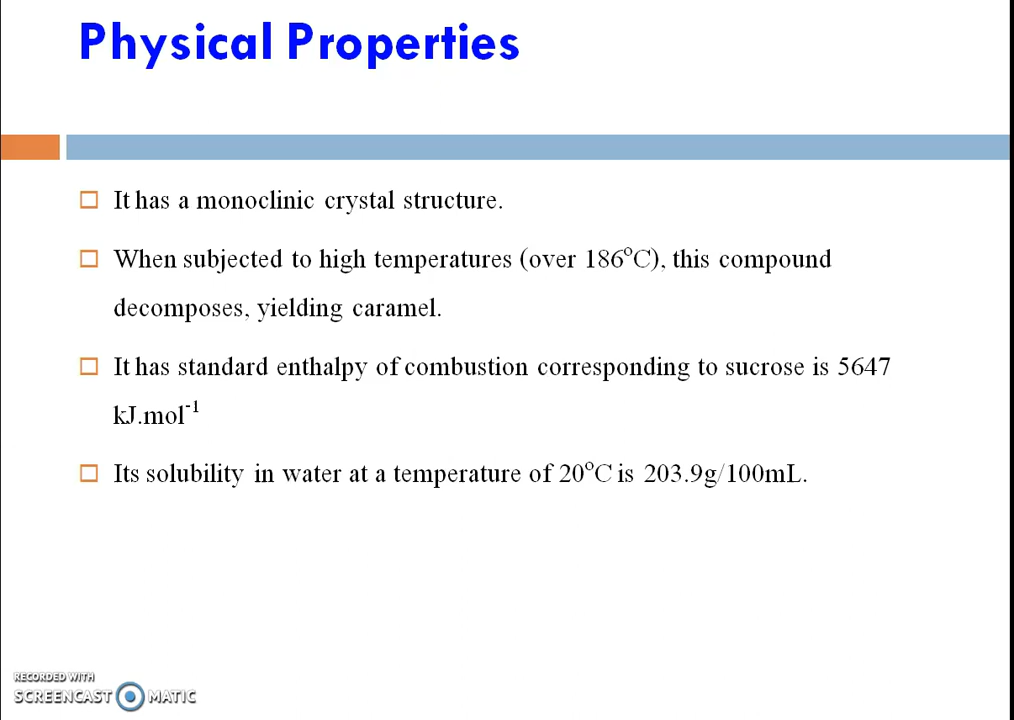 Physical Properties
It has a monoclinic crystal structure.
When subjected to high temperatures (over 186°C), this compound
decomposes, yielding caramel.
It has standard enthalpy of combustion corresponding to sucrose is 5647
kJ.mol⁻¹
Its solubility in water at a temperature of 20°C is 203.9g/100mL.
RECORDED WITH
SCREENCAST MATIC